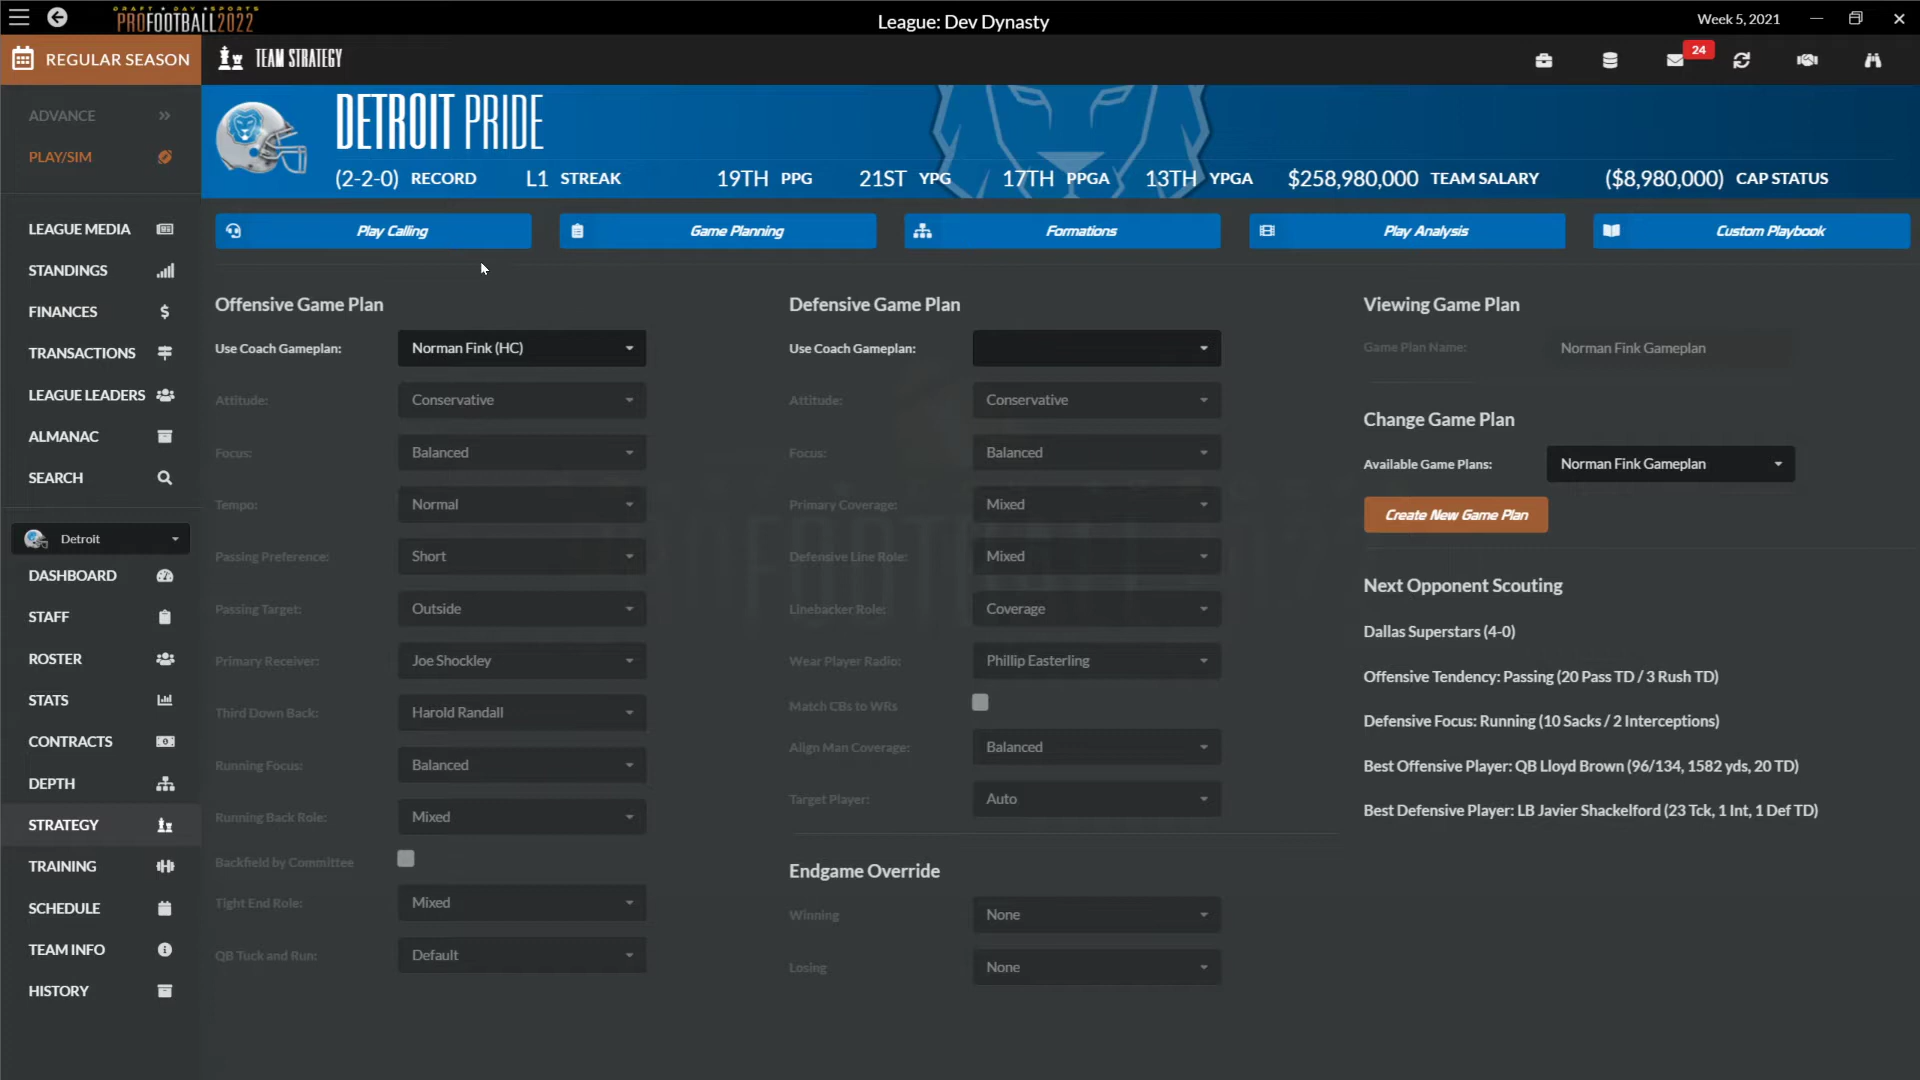 DRAFT DAY SPORTS
PRO FOOTBALL 2022
League: Dev Dynasty
Week 5, 2021
REGULAR SEASON
TEAM STRATEGY
24
ADVANCE
PLAY/SIM
DETROIT PRIDE
(2-2-0) RECORD L1 STREAK 19TH PPG 21ST YPG 17TH PPGA 13TH YPGA $258,980,000 TEAM SALARY ($8,980,000) CAP STATUS
Play Calling
Game Planning
Formations
Play Analysis
Custom Playbook
LEAGUE MEDIA
STANDINGS
FINANCES
TRANSACTIONS
LEAGUE LEADERS
ALMANAC
SEARCH
Detroit
DASHBOARD
STAFF
ROSTER
STATS
CONTRACTS
DEPTH
STRATEGY
TRAINING
SCHEDULE
TEAM INFO
HISTORY
Offensive Game Plan
Use Coach Gameplan: Norman Fink (HC)
Attitude: Conservative
Focus: Balanced
Tempo: Normal
Passing Preference: Short
Passing Target: Outside
Primary Receiver: Joe Shockley
Third Down Back: Harold Randall
Running Focus: Balanced
Running Back Role: Mixed
Backfield by Committee
Tight End Role: Mixed
QB Tuck and Run: Default
Defensive Game Plan
Use Coach Gameplan:
Attitude: Conservative
Focus: Balanced
Primary Coverage: Mixed
Defensive Line Role: Mixed
Linebacker Role: Coverage
Wear Player Radio: Phillip Easterling
Match CBs to WRs
Align Man Coverage: Balanced
Target Player: Auto
Endgame Override
Winning None
Losing None
Viewing Game Plan
Game Plan Name: Norman Fink Gameplan
Change Game Plan
Available Game Plans: Norman Fink Gameplan
Create New Game Plan
Next Opponent Scouting
Dallas Superstars (4-0)
Offensive Tendency: Passing (20 Pass TD / 3 Rush TD)
Defensive Focus: Running (10 Sacks / 2 Interceptions)
Best Offensive Player: QB Lloyd Brown (96/134, 1582 yds, 20 TD)
Best Defensive Player: LB Javier Shackelford (23 Tck, 1 Int, 1 Def TD)